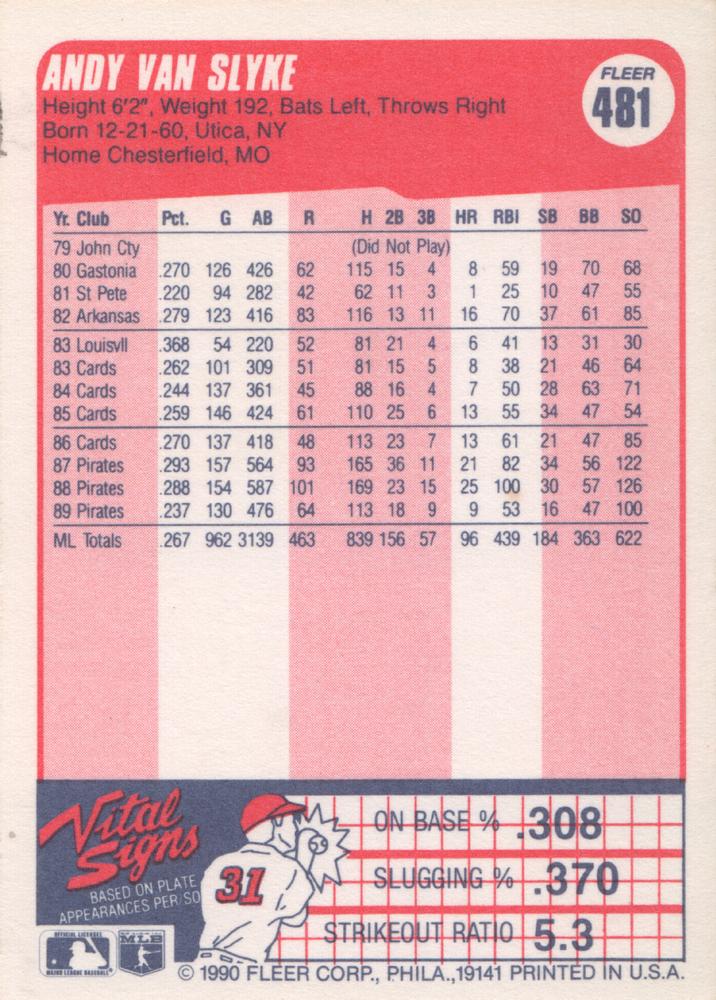 ANDY VAN SLYKE
FLEER
481
Height 6'2", Weight 192, Bats Left, Throws Right
Born 12-21-60, Utica, NY
Home Chesterfield, MO
Yr. Club Pct. G AB R H 2B 3B HR RBI SB BB SO
79 John Cty (Did Not Play)
80 Gastonia .270 126 426 62 115 15 4 8 59 19 70 68
81 St Pete .220 94 282 42 62 11 3 1 25 10 47 55
82 Arkansas .279 123 416 83 116 13 11 16 70 37 61 85
83 Louisvll .368 54 220 52 81 21 4 6 41 13 31 30
83 Cards .262 101 309 51 81 15 5 8 38 21 46 64
84 Cards .244 137 361 45 88 16 4 7 50 28 63 71
85 Cards .259 146 424 61 110 25 6 13 55 34 47 54
86 Cards .270 137 418 48 113 23 7 13 61 21 47 85
87 Pirates .293 157 564 93 165 36 11 21 82 34 56 122
88 Pirates .288 154 587 101 169 23 15 25 100 30 57 126
89 Pirates .237 130 476 64 113 18 9 9 53 16 47 100
ML Totals .267 962 3139 463 839 156 57 96 439 184 363 622
Vital
Signs
BASED ON PLATE
APPEARANCES PER SO
31
ON BASE % .308
SLUGGING % .370
STRIKEOUT RATIO 5.3
OFFICIAL LICENSEE
MAJOR LEAGUE BASEBALL
© 1990 FLEER CORP., PHILA.,19141 PRINTED IN U.S.A.